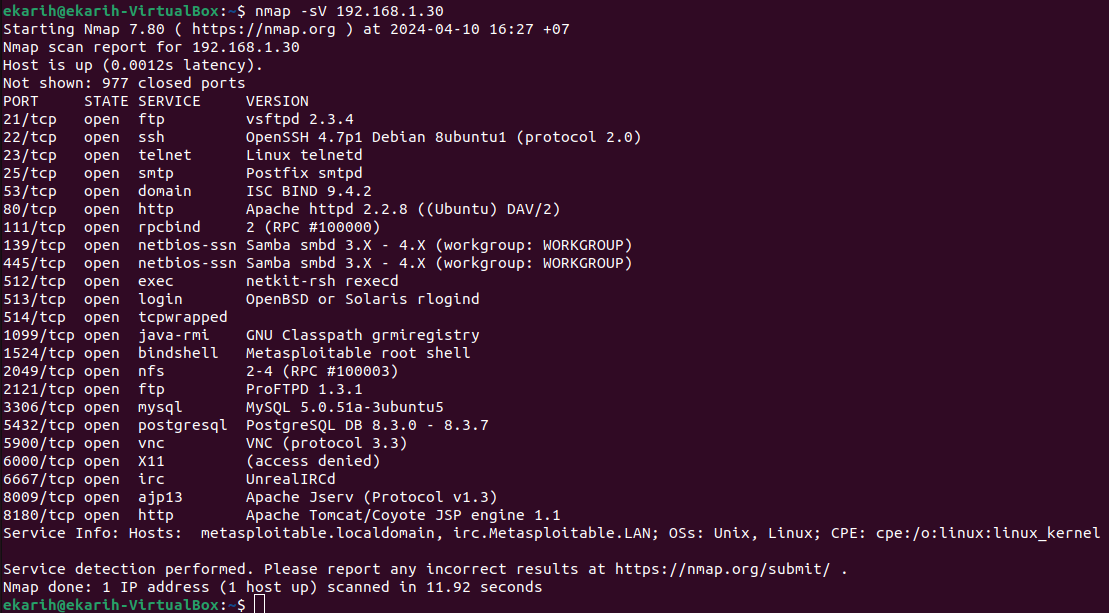 ekarih@ekarih-VirtualBox:~$ nmap -sV 192.168.1.30
Starting Nmap 7.80 ( https://nmap.org ) at 2024-04-10 16:27 +07
Nmap scan report for 192.168.1.30
Host is up (0.0012s latency).
Not shown: 977 closed ports
PORT     STATE SERVICE     VERSION
21/tcp   open  ftp         vsftpd 2.3.4
22/tcp   open  ssh         OpenSSH 4.7p1 Debian 8ubuntu1 (protocol 2.0)
23/tcp   open  telnet      Linux telnetd
25/tcp   open  smtp        Postfix smtpd
53/tcp   open  domain      ISC BIND 9.4.2
80/tcp   open  http        Apache httpd 2.2.8 ((Ubuntu) DAV/2)
111/tcp  open  rpcbind     2 (RPC #100000)
139/tcp  open  netbios-ssn Samba smbd 3.X - 4.X (workgroup: WORKGROUP)
445/tcp  open  netbios-ssn Samba smbd 3.X - 4.X (workgroup: WORKGROUP)
512/tcp  open  exec        netkit-rsh rexecd
513/tcp  open  login       OpenBSD or Solaris rlogind
514/tcp  open  tcpwrapped
1099/tcp open  java-rmi    GNU Classpath grmiregistry
1524/tcp open  bindshell   Metasploitable root shell
2049/tcp open  nfs         2-4 (RPC #100003)
2121/tcp open  ftp         ProFTPD 1.3.1
3306/tcp open  mysql       MySQL 5.0.51a-3ubuntu5
5432/tcp open  postgresql  PostgreSQL DB 8.3.0 - 8.3.7
5900/tcp open  vnc         VNC (protocol 3.3)
6000/tcp open  X11         (access denied)
6667/tcp open  irc         UnrealIRCd
8009/tcp open  ajp13       Apache Jserv (Protocol v1.3)
8180/tcp open  http        Apache Tomcat/Coyote JSP engine 1.1
Service Info: Hosts:  metasploitable.localdomain, irc.Metasploitable.LAN; OSs: Unix, Linux; CPE: cpe:/o:linux:linux_kernel
Service detection performed. Please report any incorrect results at https://nmap.org/submit/ .
Nmap done: 1 IP address (1 host up) scanned in 11.92 seconds
ekarih@ekarih-VirtualBox:~$